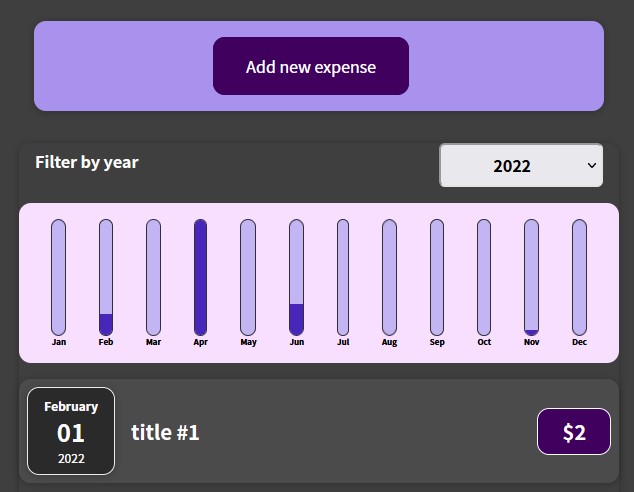 Add new expense
Filter by year
2022
Jan Feb Mar Apr May Jun Jul Aug Sep Oct Nov Dec
February
01
2022
title #1
$2